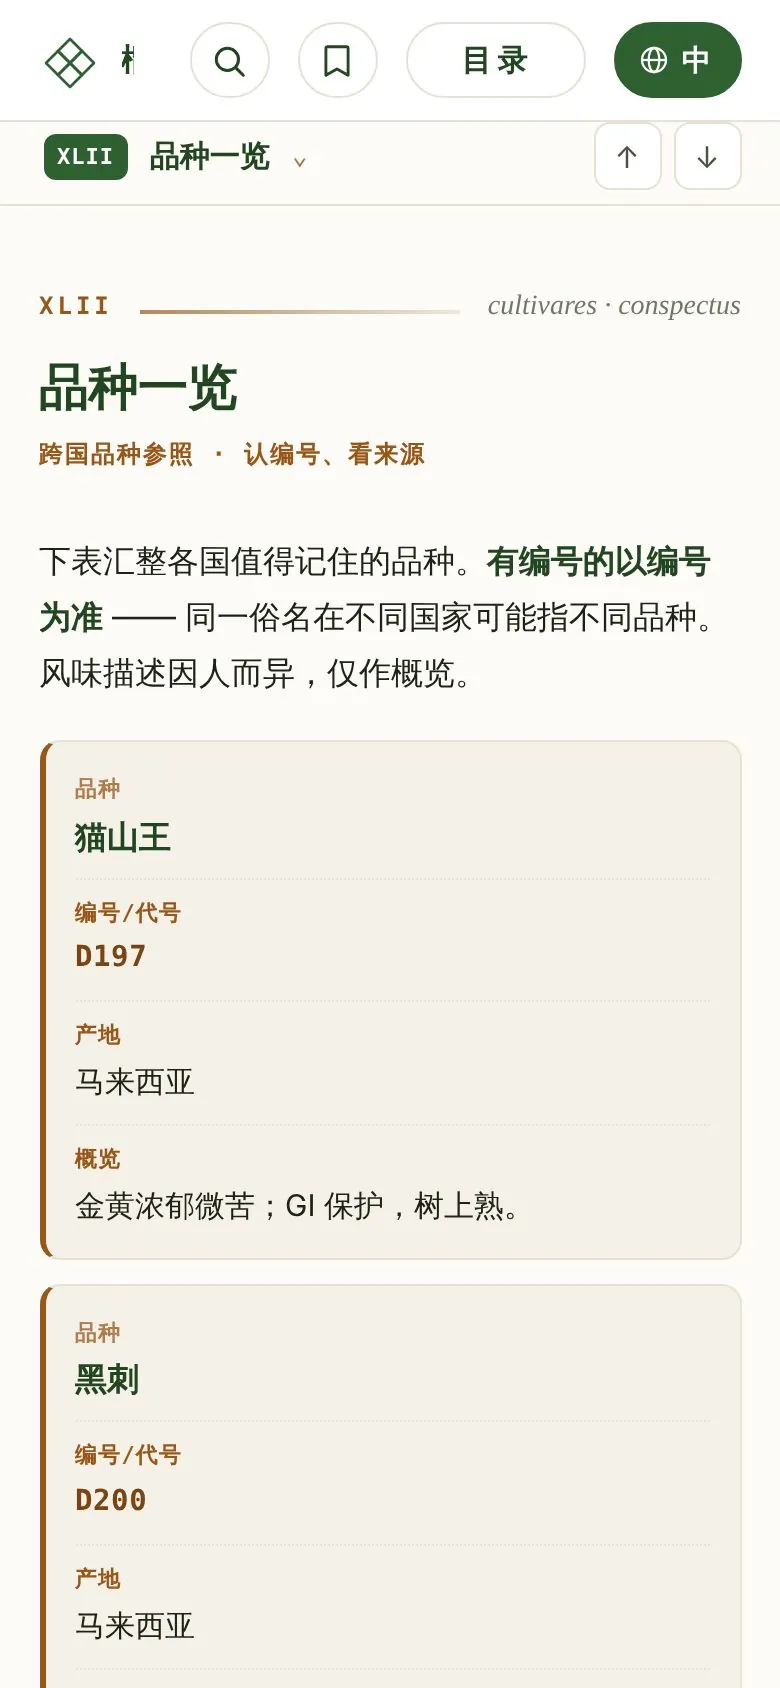 目录
中
XLII 品种一览
XLII
cultivares · conspectus
品种一览
跨国品种参照 · 认编号、看来源
下表汇整各国值得记住的品种。有编号的以编号
为准 —— 同一俗名在不同国家可能指不同品种。
风味描述因人而异，仅作概览。
品种
猫山王
编号/代号
D197
产地
马来西亚
概览
金黄浓郁微苦；GI 保护，树上熟。
品种
黑刺
编号/代号
D200
产地
马来西亚